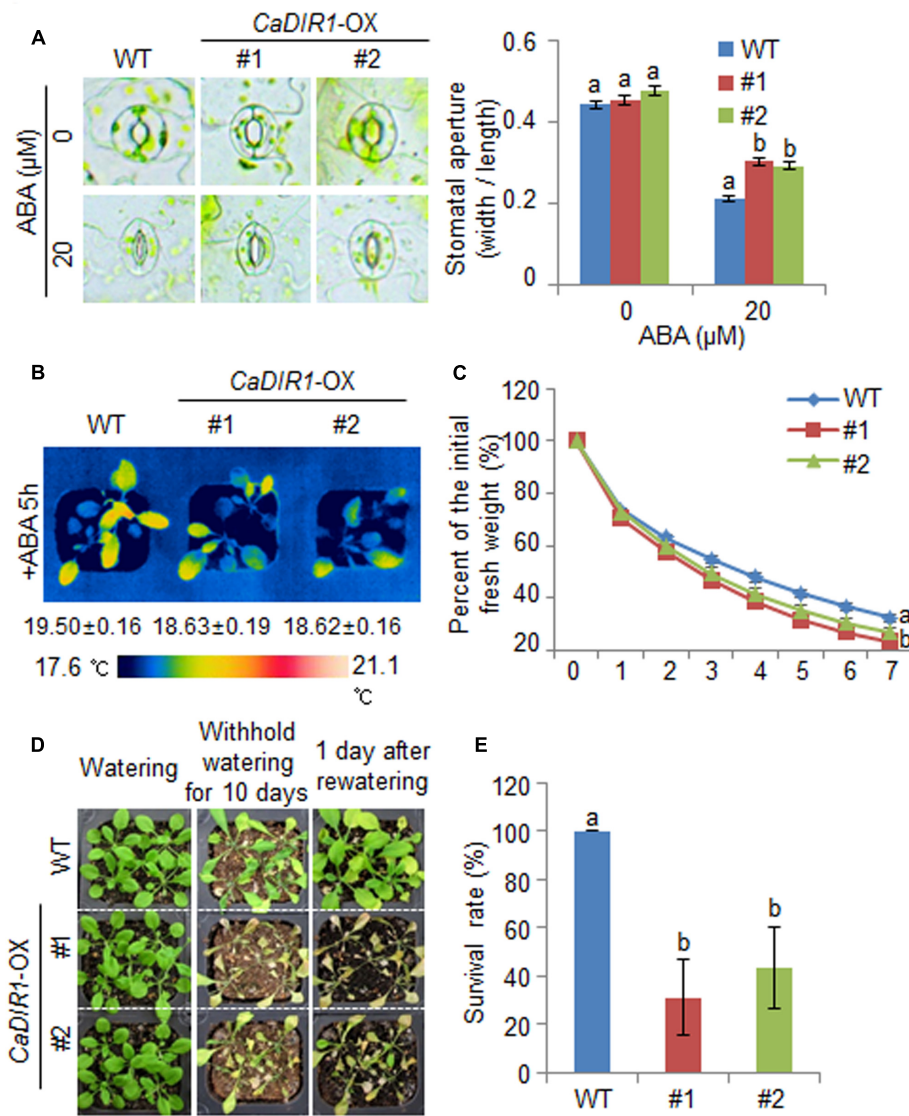 A
CaDIR1-OX
WT #1 #2
ABA (µM)
0
20
Stomatal aperture
(width / length)
0.6
0.4
0.2
0
WT
#1
#2
a a a
a b b
0 20
ABA (µM)
B
CaDIR1-OX
WT #1 #2
+ABA 5h
19.50±0.16 18.63±0.19 18.62±0.16
17.6 ℃ 21.1
℃
C
Percent of the initial
fresh weight (%)
120
100
80
60
40
20
WT
#1
#2
a
b
0 1 2 3 4 5 6 7
D
Watering
Withhold
watering
for 10 days
1 day after
rewatering
WT
CaDIR1-OX
#1
#2
E
Survival rate (%)
120
100
80
60
40
20
0
a
b
b
WT #1 #2